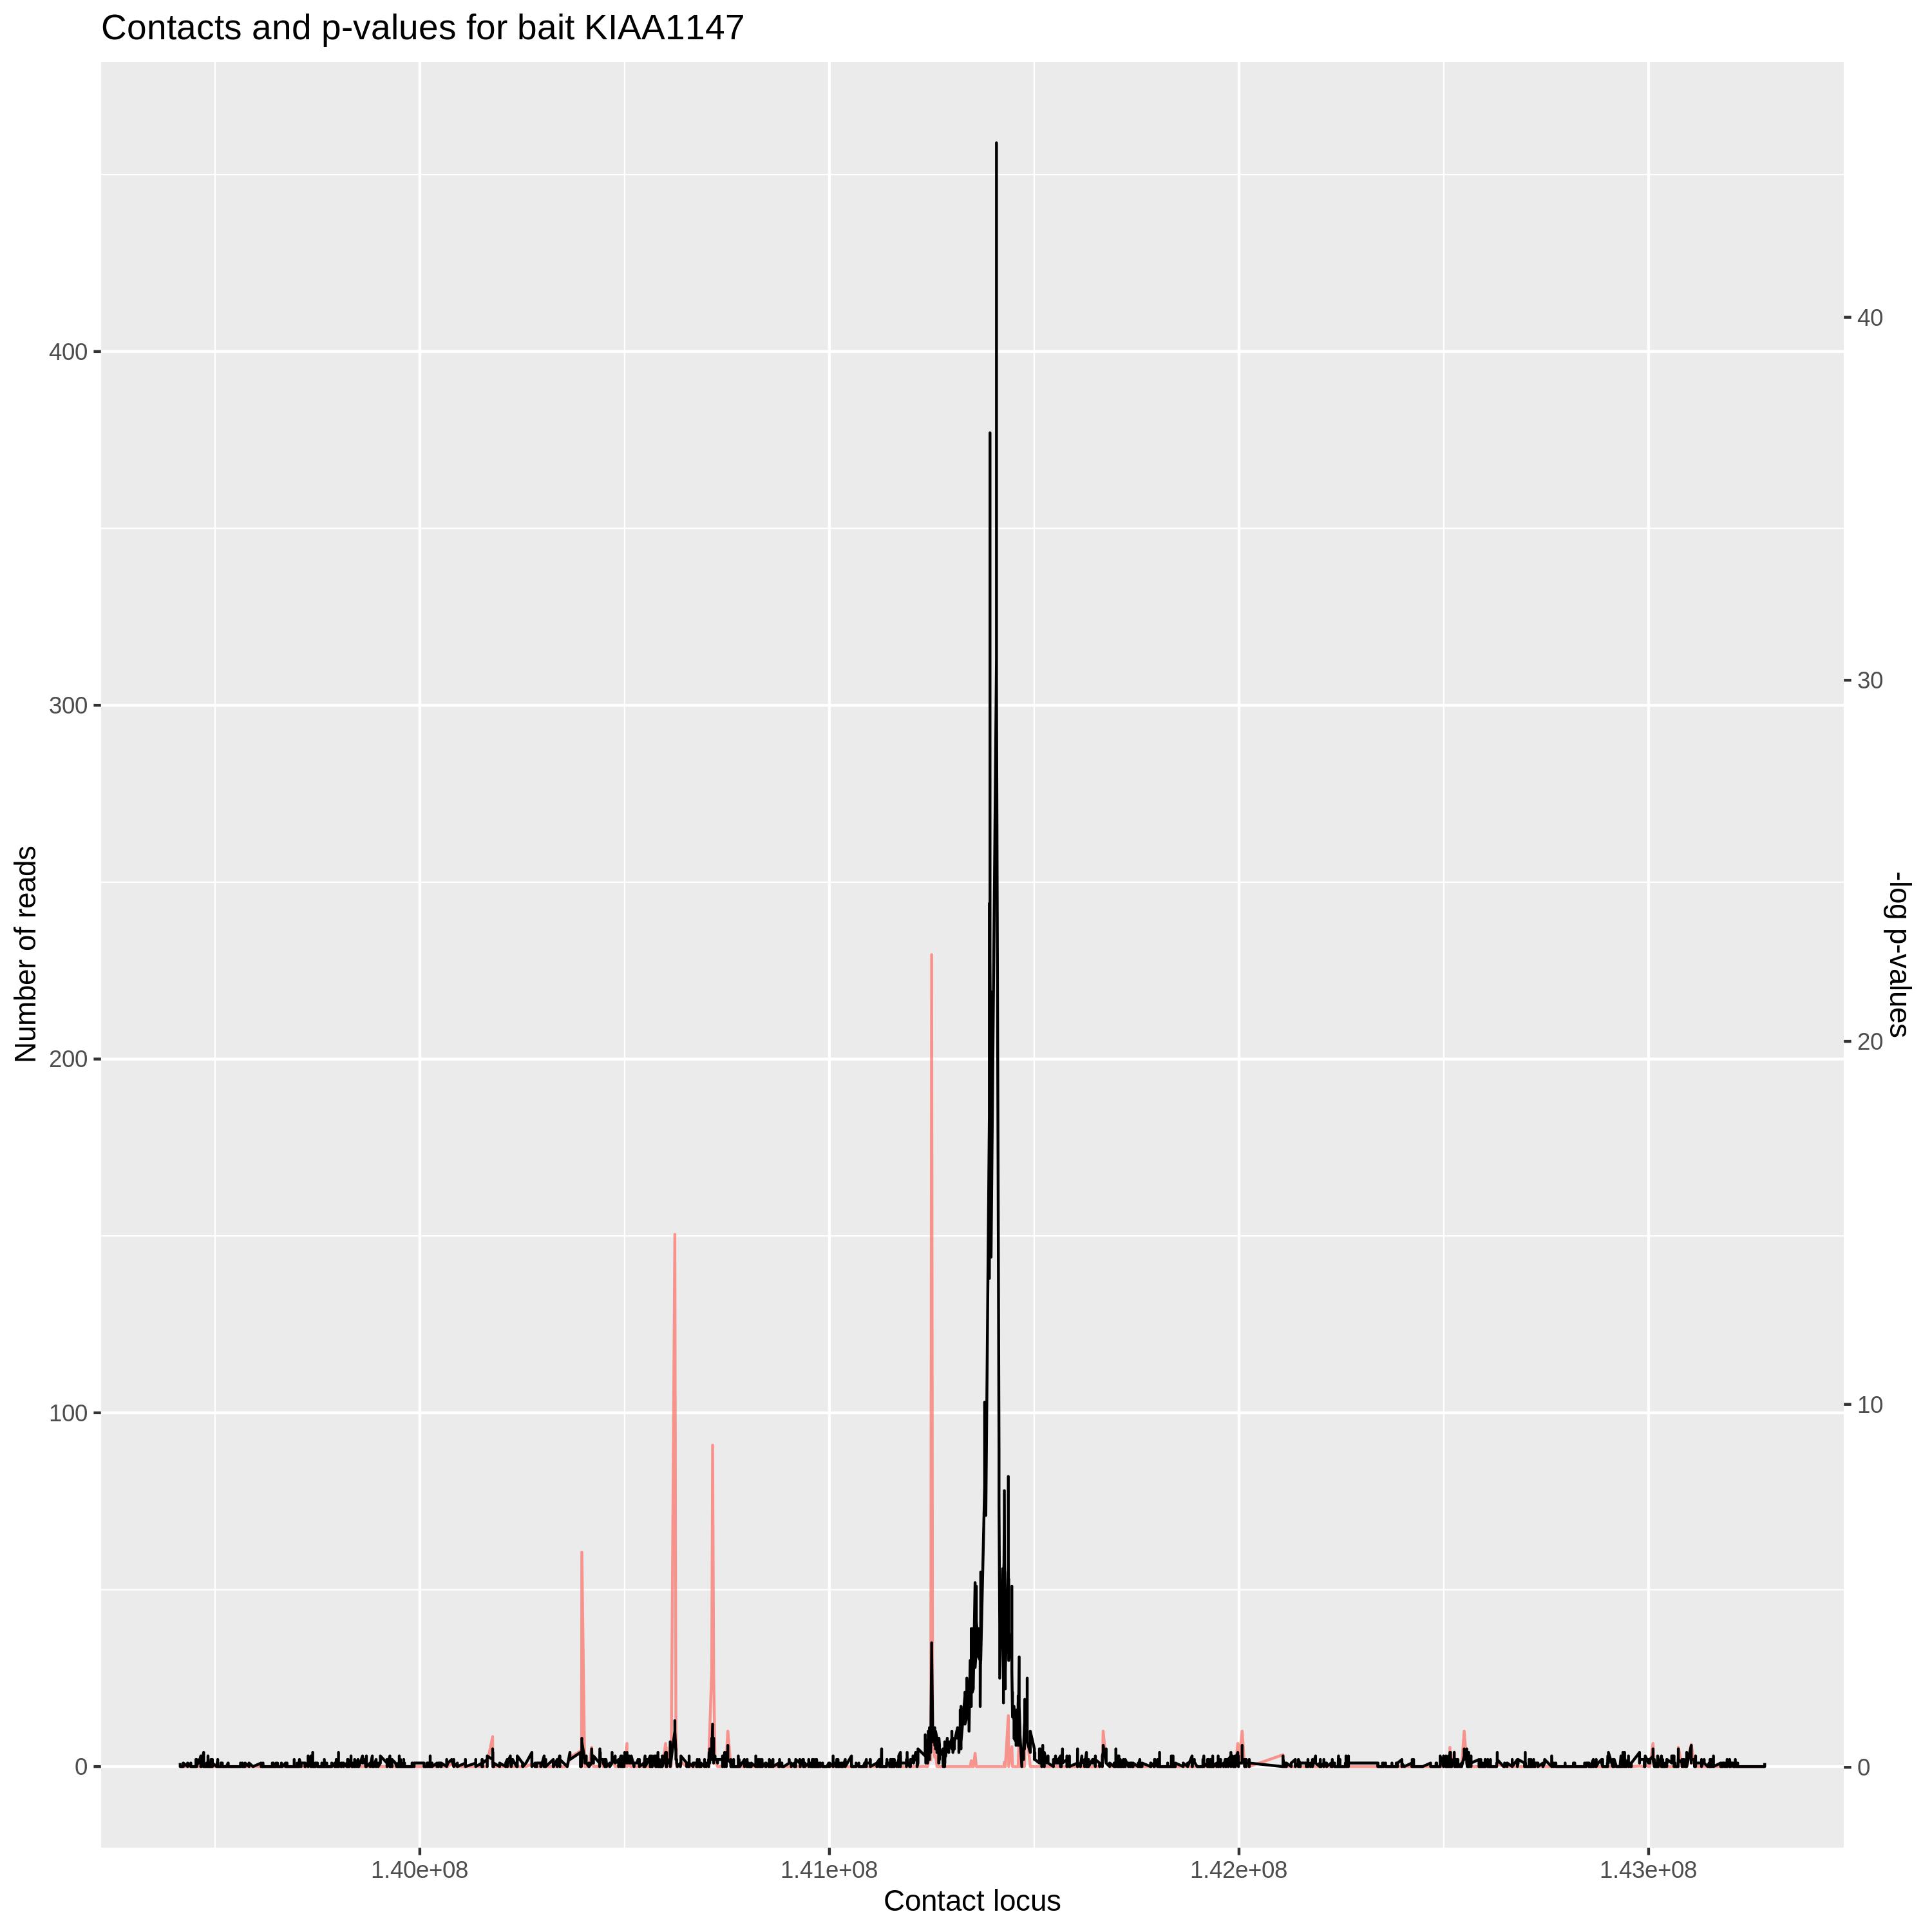 Contacts and p-values for bait KIAA1147
Number of reads
400
300
200
100
0
40
30
20
10
0
-log p-values
1.40e+08 1.41e+08 1.42e+08 1.43e+08
Contact locus